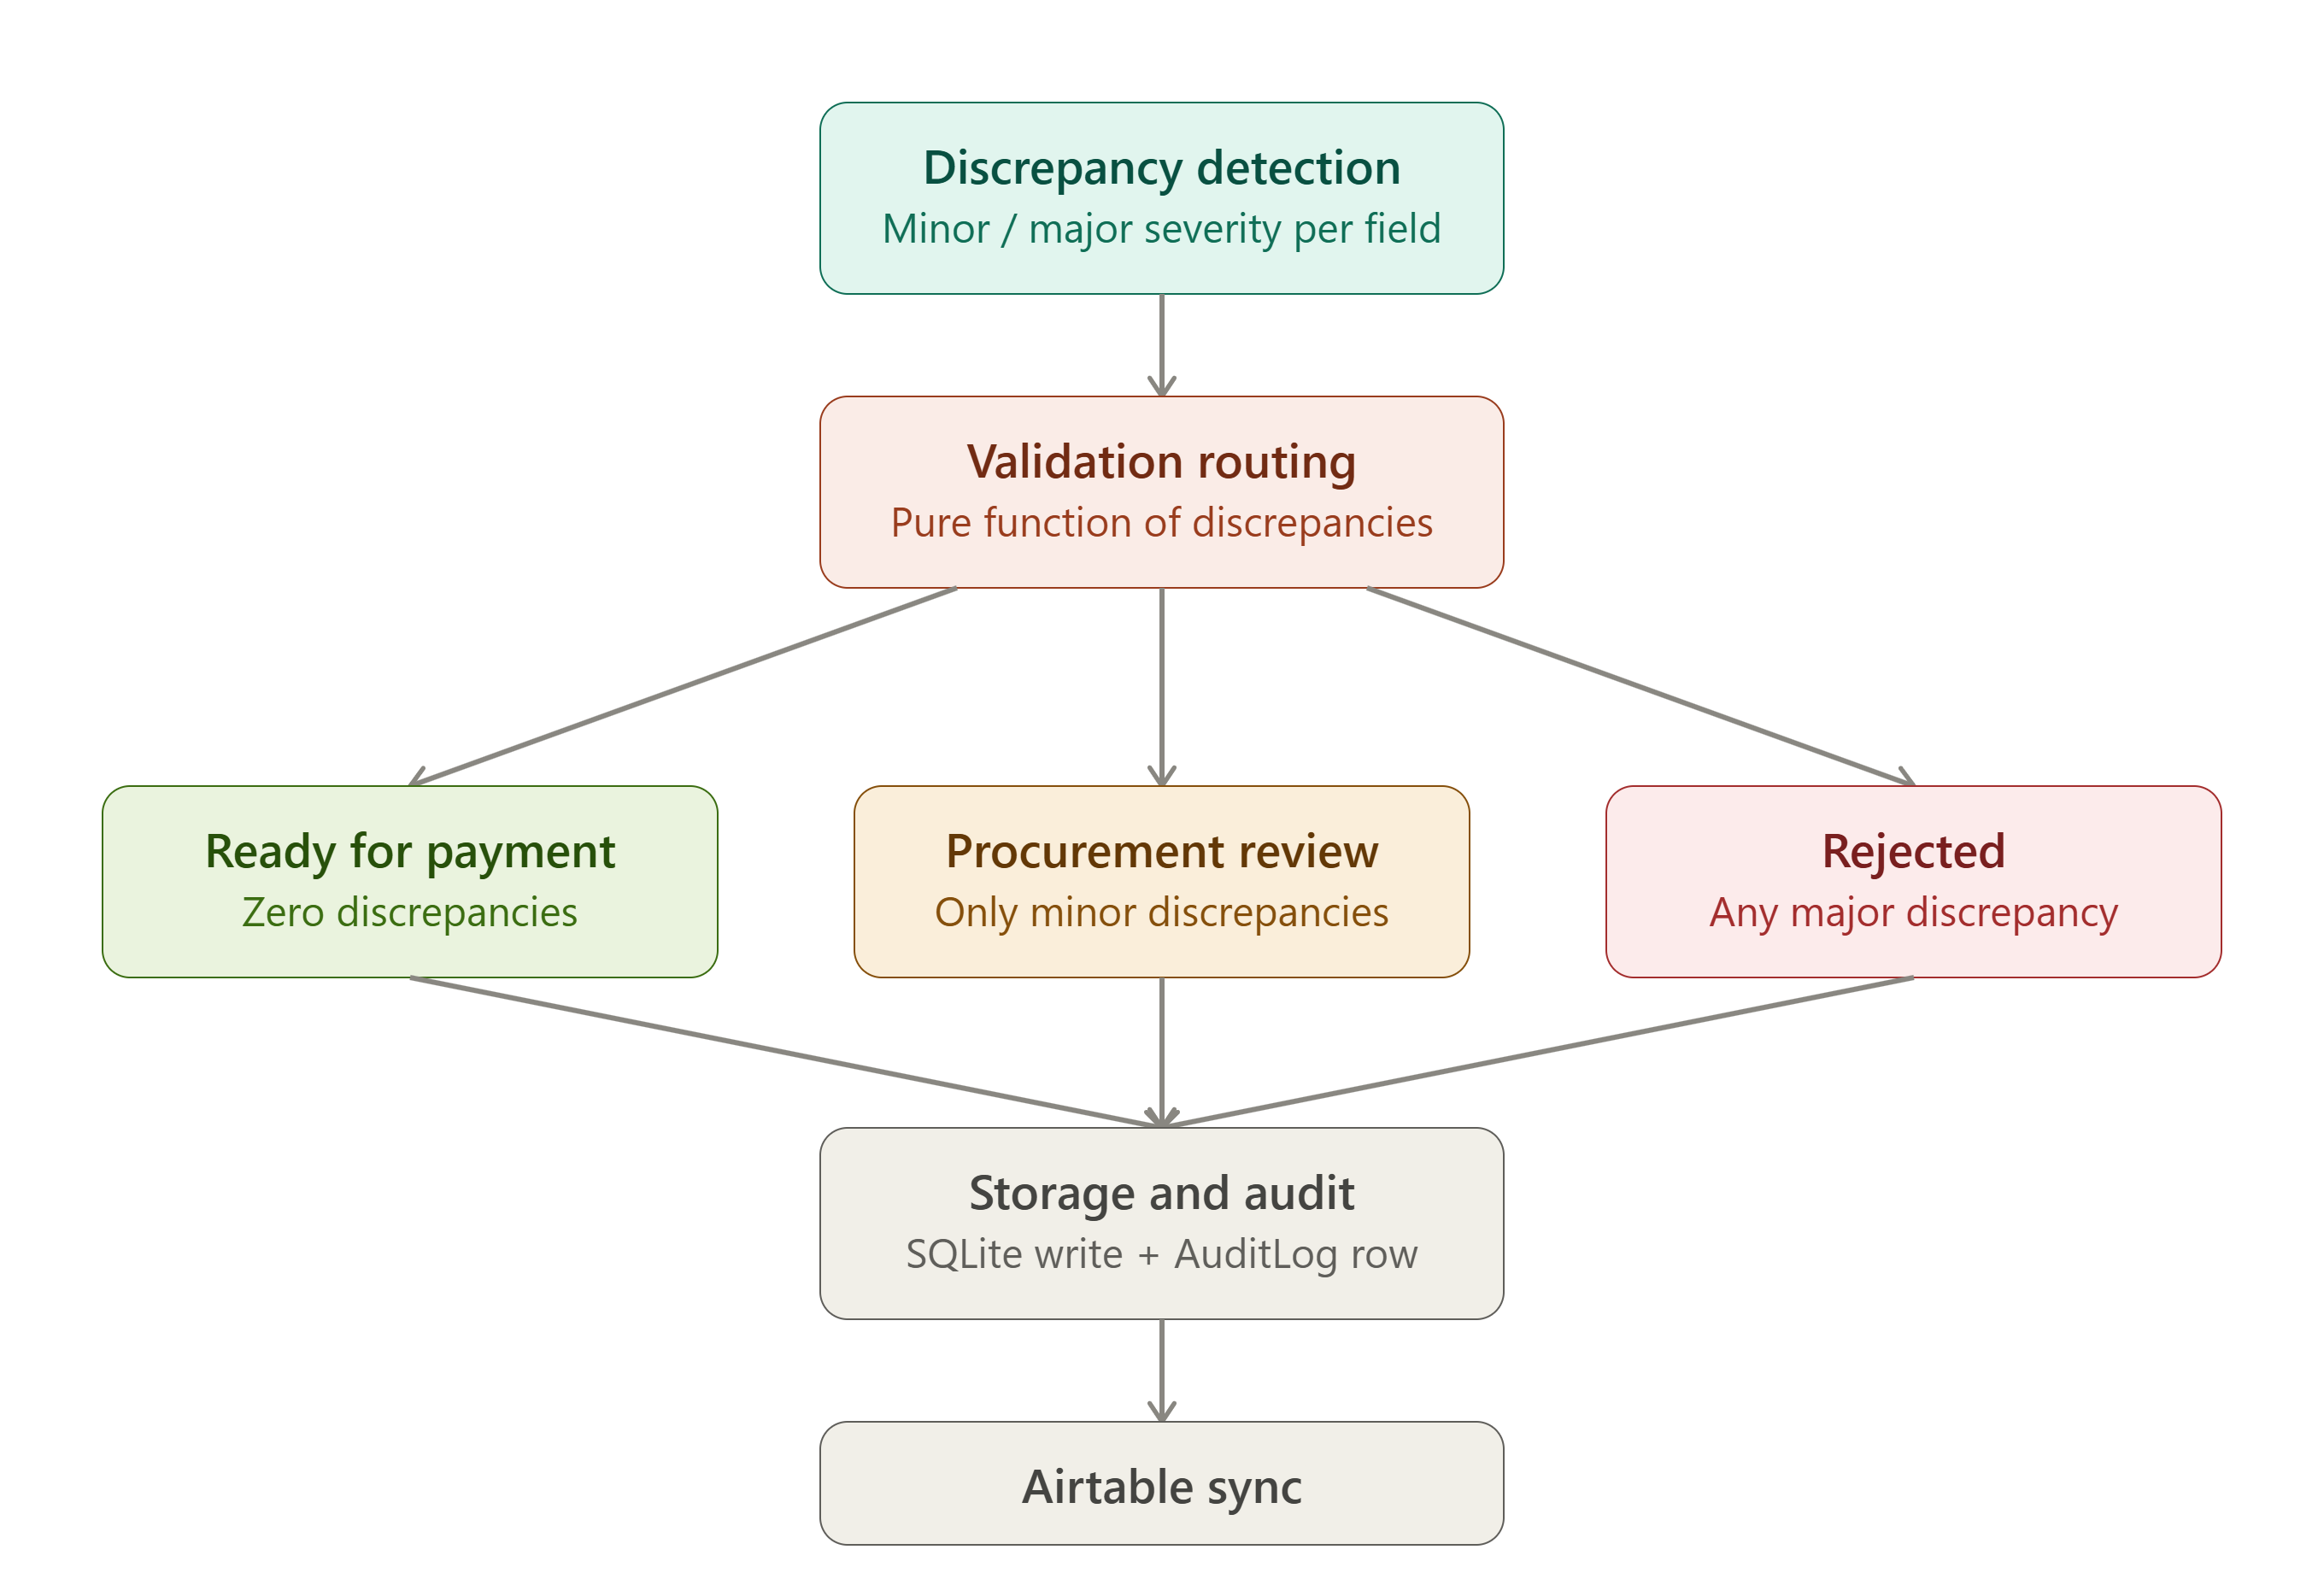 Discrepancy detection
Minor / major severity per field
Validation routing
Pure function of discrepancies
Ready for payment
Zero discrepancies
Procurement review
Only minor discrepancies
Rejected
Any major discrepancy
Storage and audit
SQLite write + AuditLog row
Airtable sync